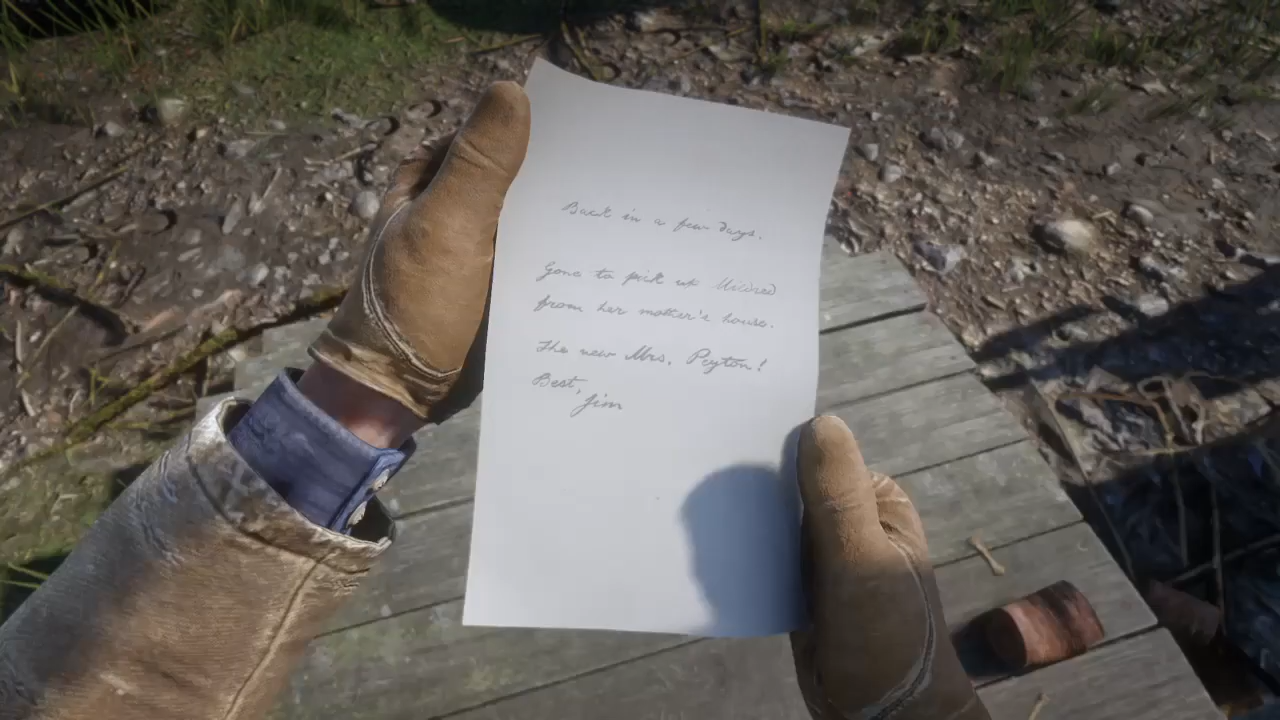 Back in a few days.
Gone to pick up Mildred
from her mother's house.
The new Mrs. Peyton!
Best,
Jim